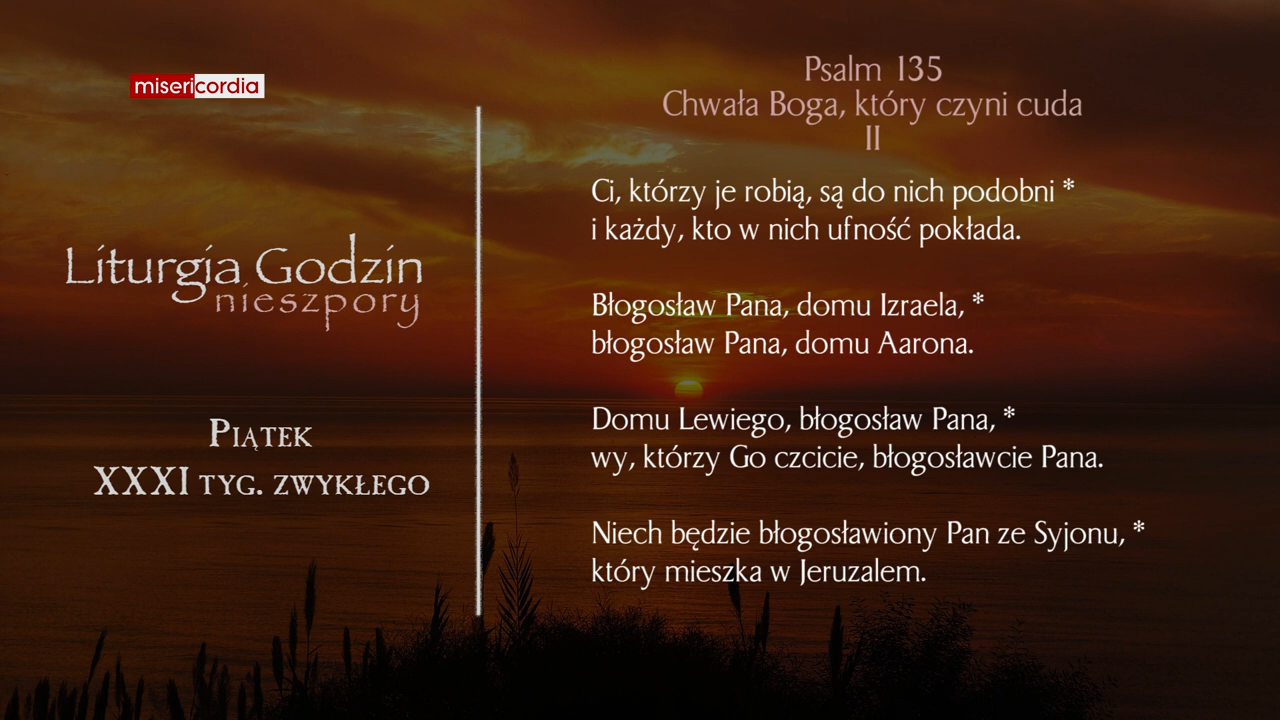 misericordia
Liturgia Godzin
nieszpory
Piątek
XXXI tyg. zwykłego
Psalm 135
Chwała Boga, który czyni cuda
II
Ci, którzy je robią, są do nich podobni *
i każdy, kto w nich ufność pokłada.
Błogosław Pana, domu Izraela, *
błogosław Pana, domu Aarona.
Domu Lewiego, błogosław Pana, *
wy, którzy Go czcicie, błogosławcie Pana.
Niech będzie błogosławiony Pan ze Syjonu, *
który mieszka w Jeruzalem.